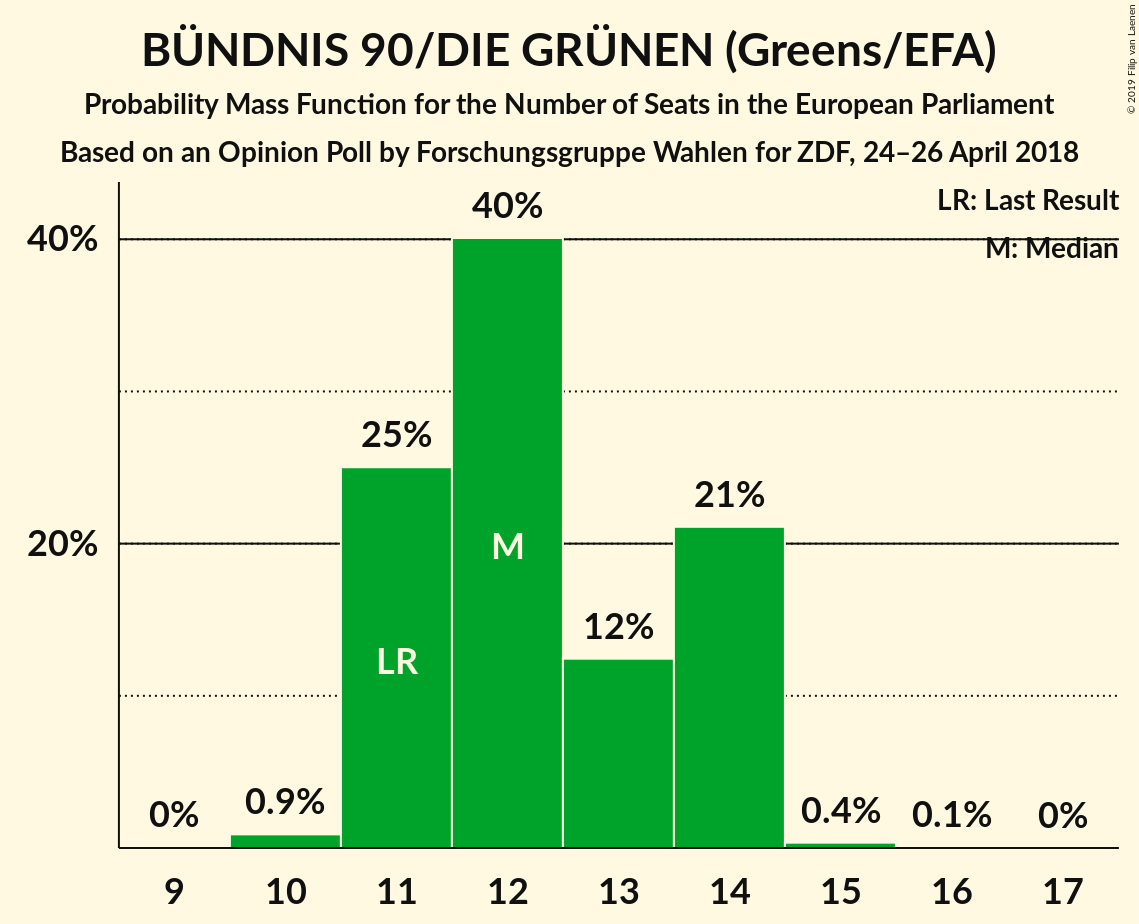 BÜNDNIS 90/DIE GRÜNEN (Greens/EFA)
Probability Mass Function for the Number of Seats in the European Parliament
Based on an Opinion Poll by Forschungsgruppe Wahlen for ZDF, 24–26 April 2018
© 2019 Filip van Laenen
LR: Last Result
M: Median
40%
20%
0%
0.9%
25%
40%
12%
21%
0.4%
0.1%
0%
LR
M
9 10 11 12 13 14 15 16 17